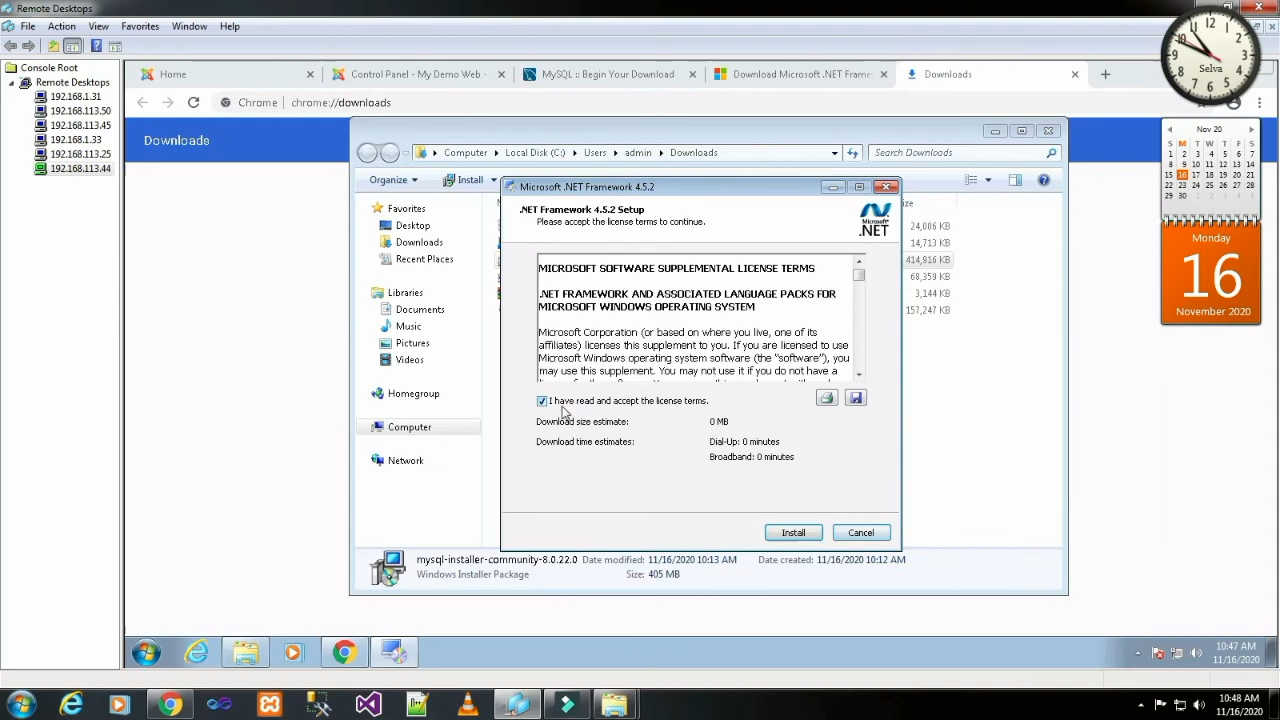 Remote Desktops
File Action View Favorites Window Help
Console Root
Remote Desktops
192.168.1.31
192.168.113.50
192.168.113.45
192.168.1.33
192.168.113.25
192.168.113.44
Home
Control Panel - My Demo Web -
MySQL :: Begin Your Download
Download Microsoft .NET Frame
Downloads
Chrome chrome://downloads
Downloads
Computer Local Disk (C:) Users admin Downloads
Search Downloads
Organize Install
Favorites
Desktop
Downloads
Recent Places
Libraries
Documents
Music
Pictures
Videos
Homegroup
Computer
Network
24,006 KB
14,713 KB
414,916 KB
68,359 KB
3,144 KB
157,247 KB
Microsoft .NET Framework 4.5.2
.NET Framework 4.5.2 Setup
Please accept the license terms to continue.
Microsoft
.NET
MICROSOFT SOFTWARE SUPPLEMENTAL LICENSE TERMS
.NET FRAMEWORK AND ASSOCIATED LANGUAGE PACKS FOR
MICROSOFT WINDOWS OPERATING SYSTEM
Microsoft Corporation (or based on where you live, one of its
affiliates) licenses this supplement to you. If you are licensed to use
Microsoft Windows operating system software (the "software"), you
may use this supplement. You may not use it if you do not have a
I have read and accept the license terms.
Download size estimate: 0 MB
Download time estimates: Dial-Up: 0 minutes
Broadband: 0 minutes
Install Cancel
mysql-installer-community-8.0.22.0 Date modified: 11/16/2020 10:13 AM Date created: 11/16/2020 10:12 AM
Windows Installer Package Size: 405 MB
12
1
2
3
4
5
6
7
8
9
10
11
Selva
Nov 20
S M T W T F S
1 2 3 4 5 6 7
8 9 10 11 12 13 14
15 16 17 18 19 20 21
22 23 24 25 26 27 28
29 30
Monday
16
November 2020
10:47 AM
11/16/2020
10:48 AM
11/16/2020